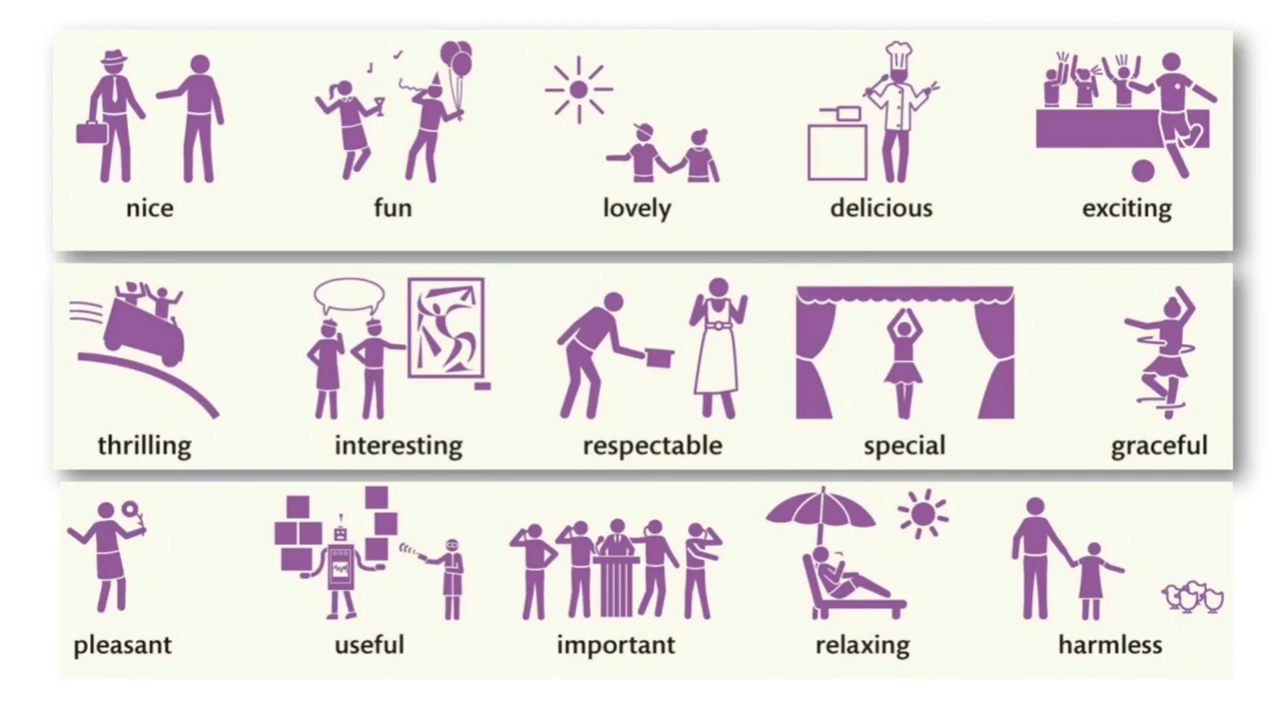 nice fun lovely delicious exciting
thrilling interesting respectable special graceful
pleasant useful important relaxing harmless